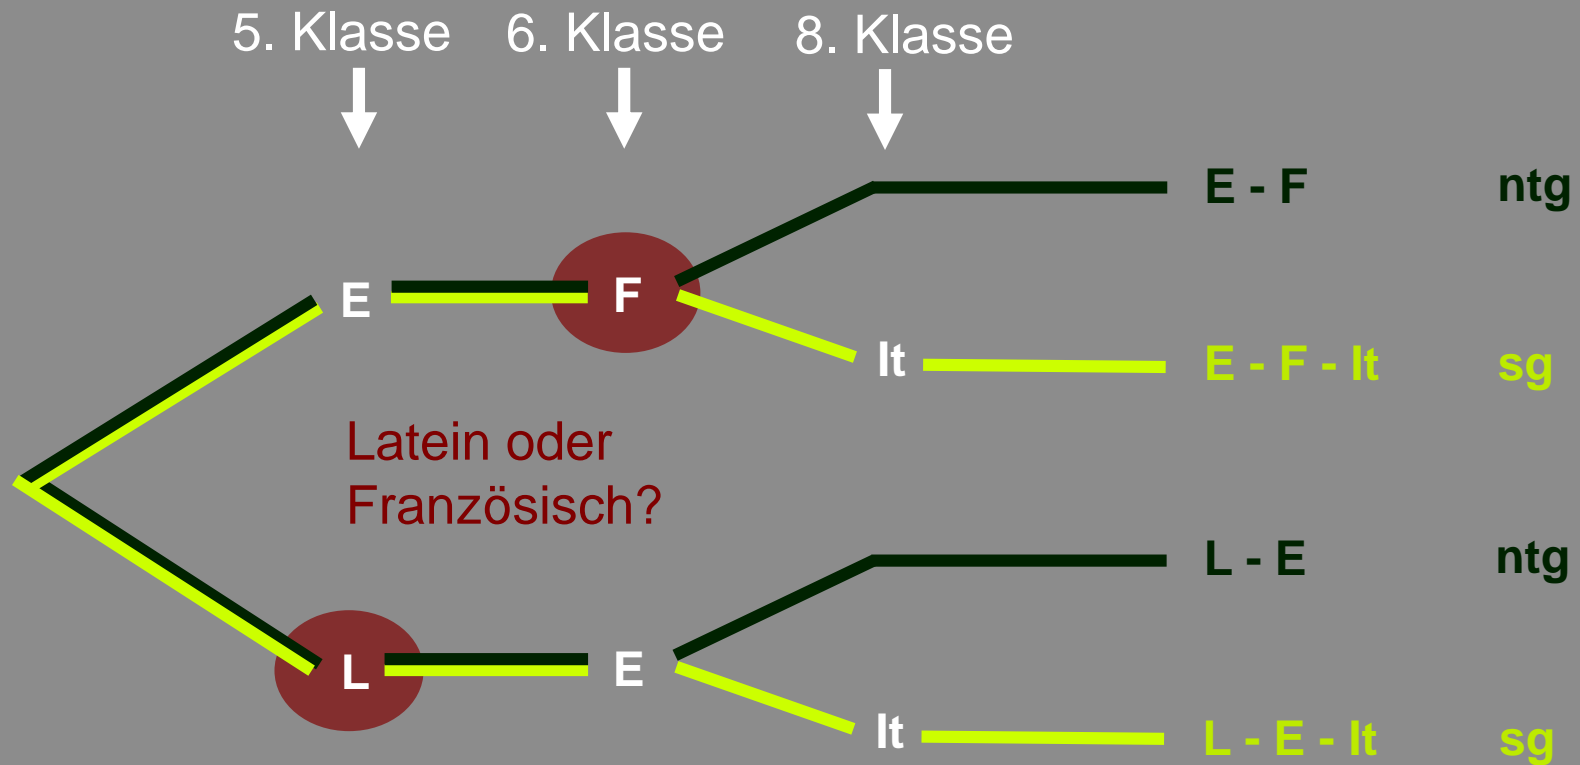 5. Klasse 6. Klasse 8. Klasse
E - F ntg
E F
It E - F - It sg
Latein oder
Französisch?
L - E ntg
L E
It L - E - It sg